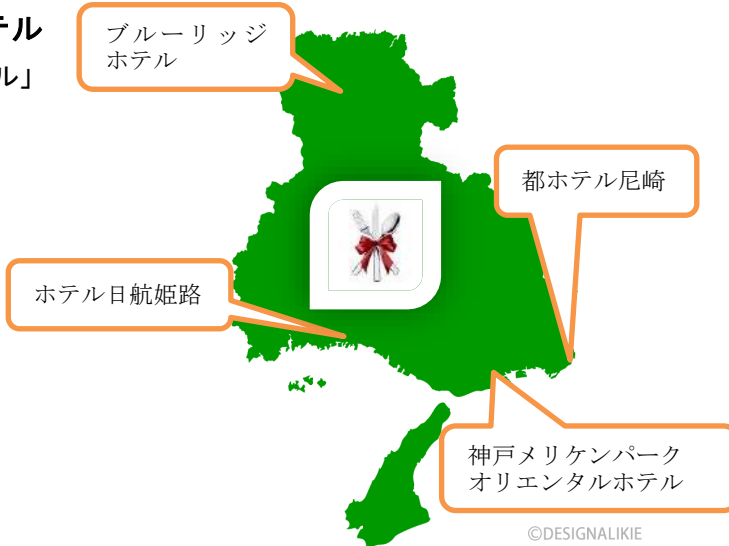 テル
ル」
ブルーリッジ
ホテル
都ホテル尼崎
ホテル日航姫路
神戸メリケンパーク
オリエンタルホテル
©DESIGNALIKIE